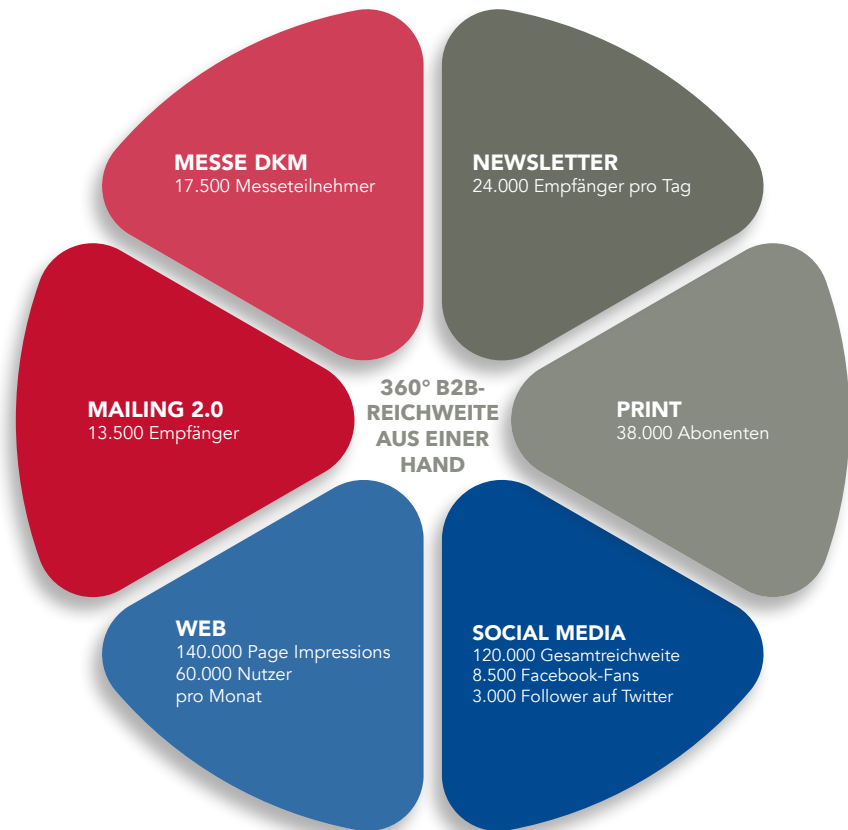 MESSE DKM
17.500 Messeteilnehmer
NEWSLETTER
24.000 Empfänger pro Tag
MAILING 2.0
13.500 Empfänger
360° B2B-
REICHWEITE
AUS EINER
HAND
PRINT
38.000 Abonenten
WEB
140.000 Page Impressions
60.000 Nutzer
pro Monat
SOCIAL MEDIA
120.000 Gesamtreichweite
8.500 Facebook-Fans
3.000 Follower auf Twitter